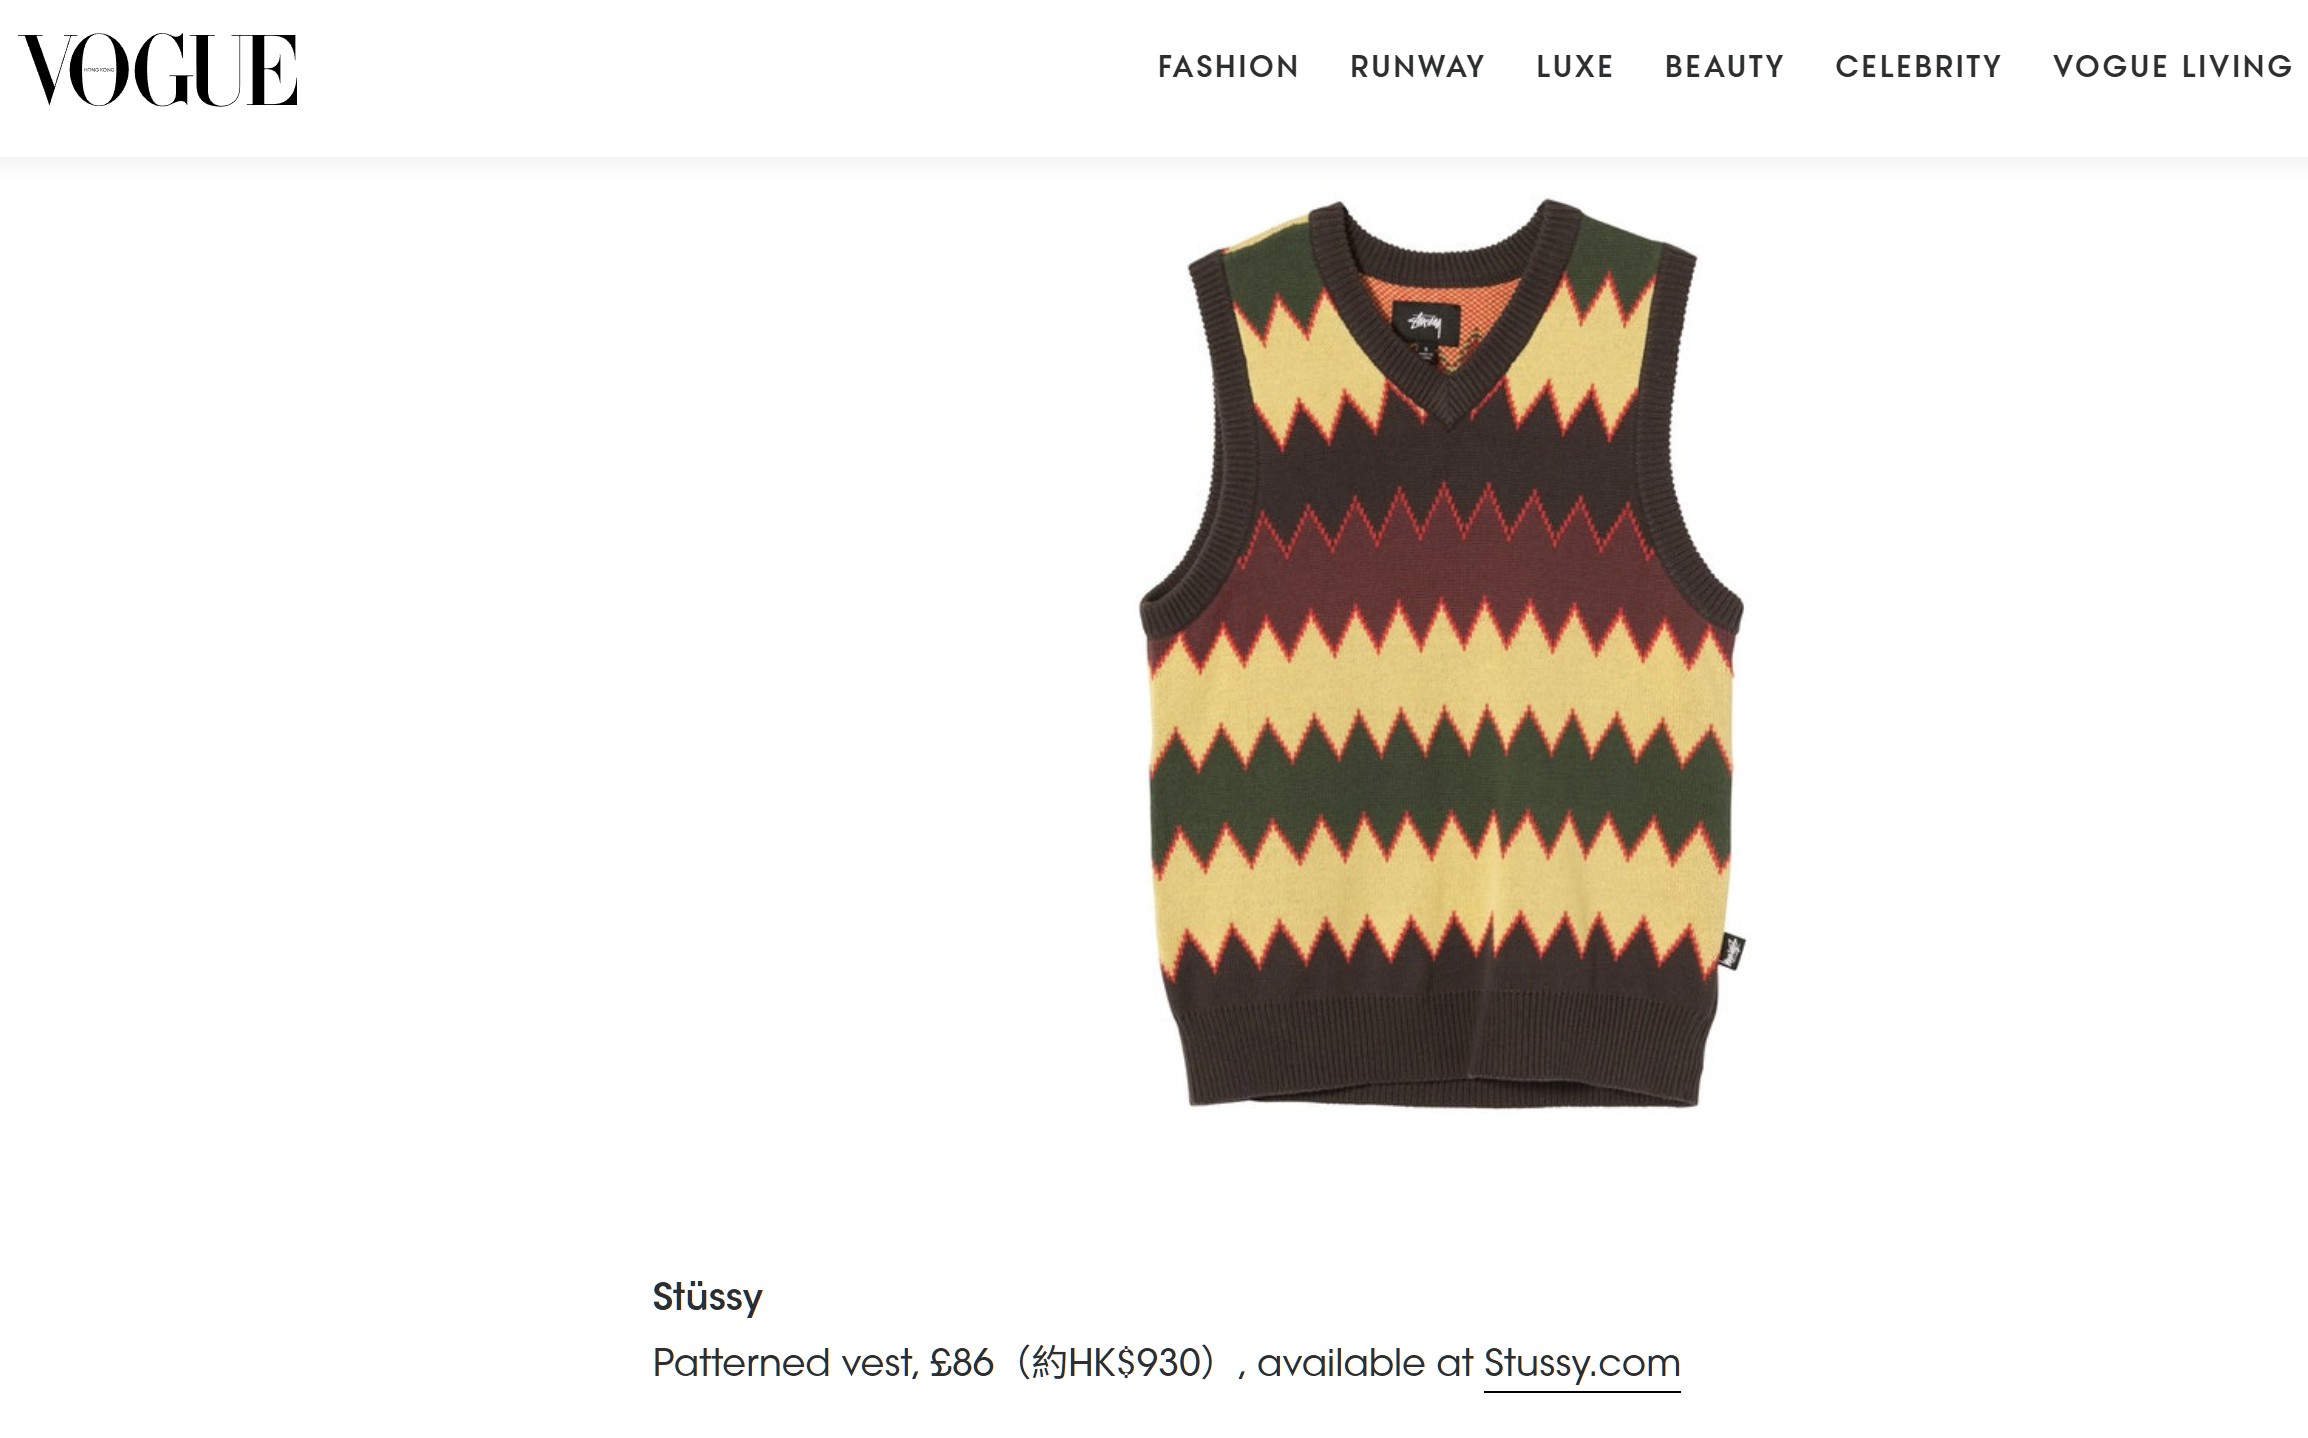 VOGUE
HONG KONG
FASHION RUNWAY LUXE BEAUTY CELEBRITY VOGUE LIVING
Stüssy
Stüssy
Patterned vest, £86（約HK$930）, available at Stussy.com